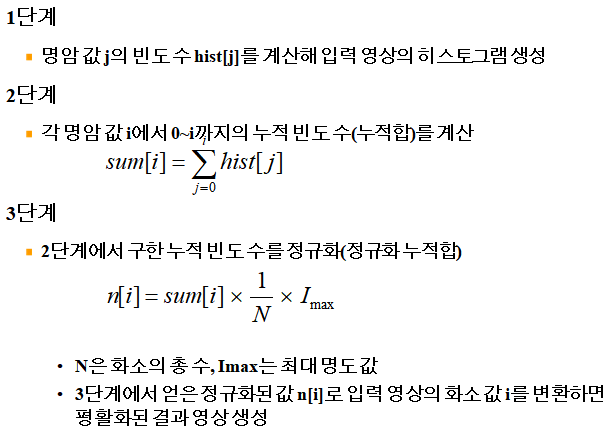 1단계
▪ 명암 값 j의 빈도 수 hist[j]를 계산해 입력 영상의 히스토그램 생성
2단계
▪ 각 명암 값 i에서 0~i까지의 누적 빈도 수(누적합)를 계산
sum[i] = \sum_{j=0}^{i} hist[j]
3단계
▪ 2단계에서 구한 누적 빈도 수를 정규화(정규화 누적합)
n[i] = sum[i] × \frac{1}{N} × I_{max}
• N은 화소의 총 수, Imax는 최대 명도 값
• 3단계에서 얻은 정규화된 값 n[i]로 입력 영상의 화소 값 i를 변환하면
평활화된 결과 영상 생성